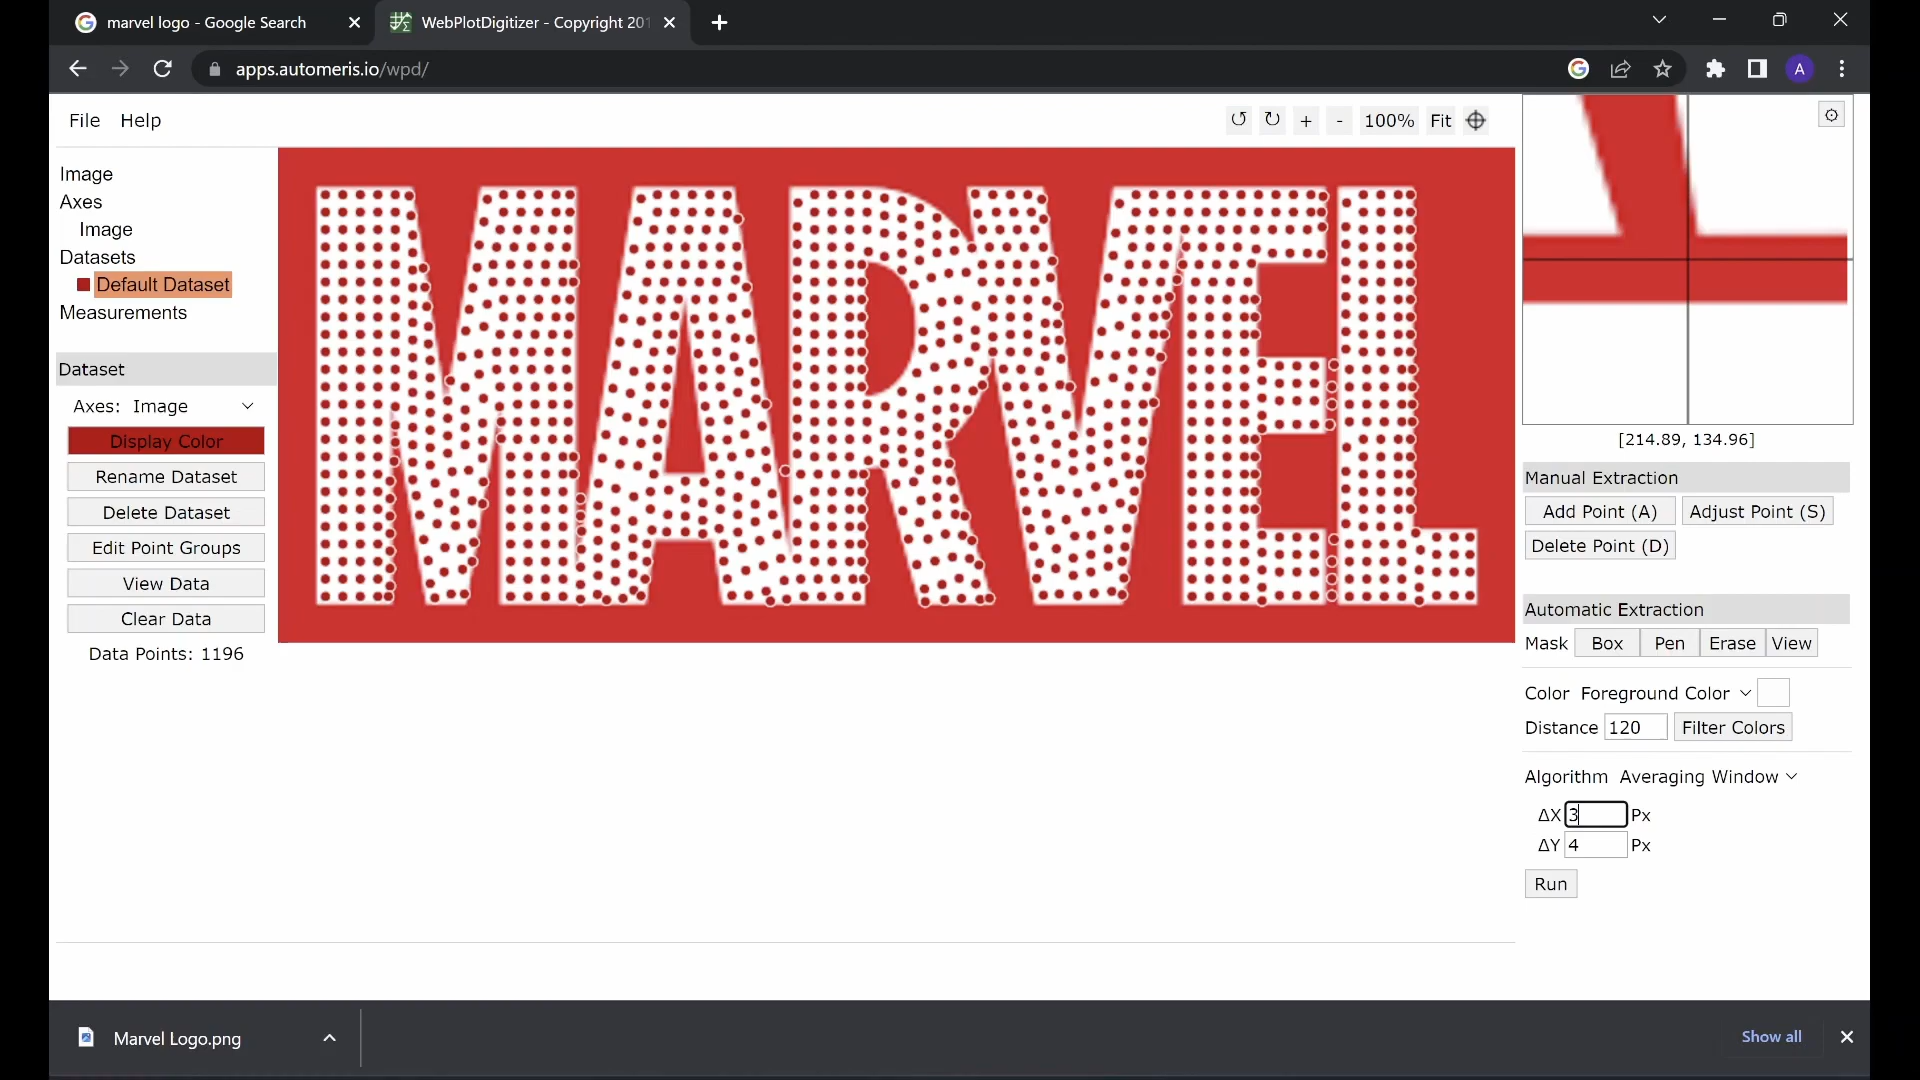 marvel logo - Google Search
WebPlotDigitizer - Copyright 201
apps.automeris.io/wpd/
A
File Help
+ - 100% Fit
Image
Axes
Image
Datasets
Default Dataset
Measurements
Dataset
Axes: Image
Display Color
Rename Dataset
Delete Dataset
Edit Point Groups
View Data
Clear Data
Data Points: 1196
MARVEL
[214.89, 134.96]
Manual Extraction
Add Point (A) Adjust Point (S)
Delete Point (D)
Automatic Extraction
Mask Box Pen Erase View
Color Foreground Color
Distance 120 Filter Colors
Algorithm Averaging Window
ΔX 3 Px
ΔY 4 Px
Run
Marvel Logo.png
Show all